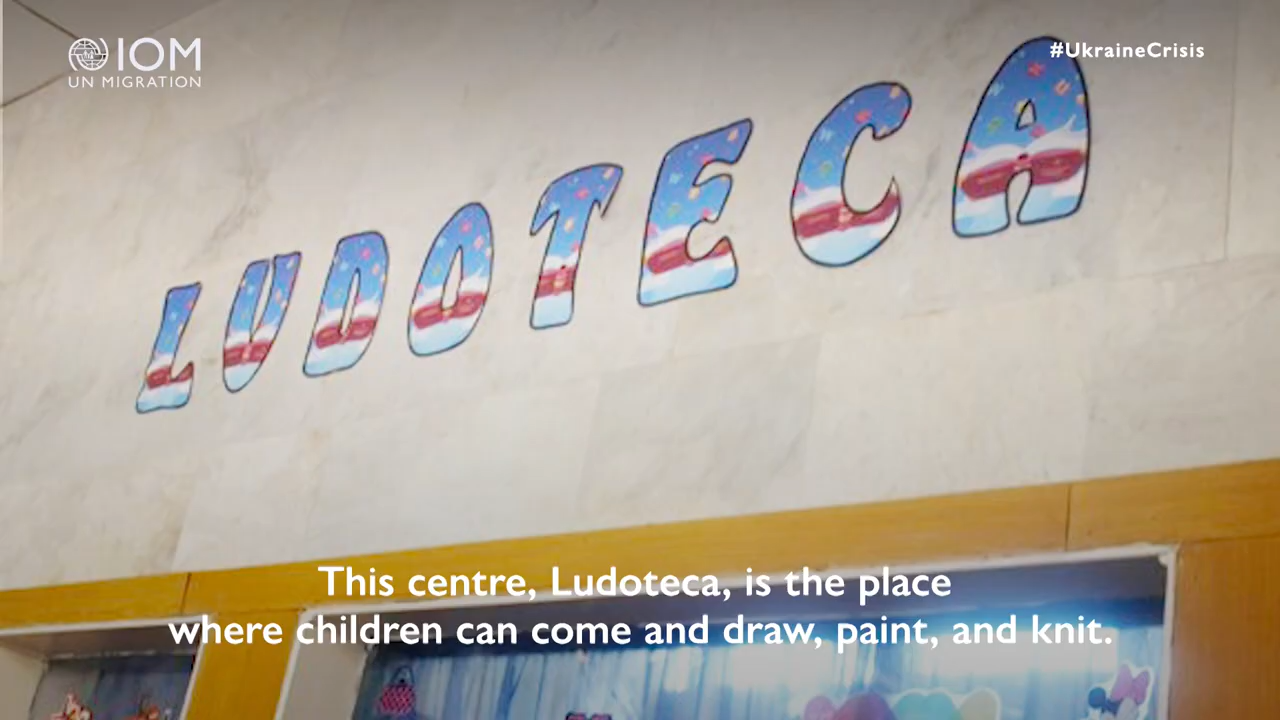 IOM
UN MIGRATION
#UkraineCrisis
LUDOTECA
This centre, Ludoteca, is the place
where children can come and draw, paint, and knit.